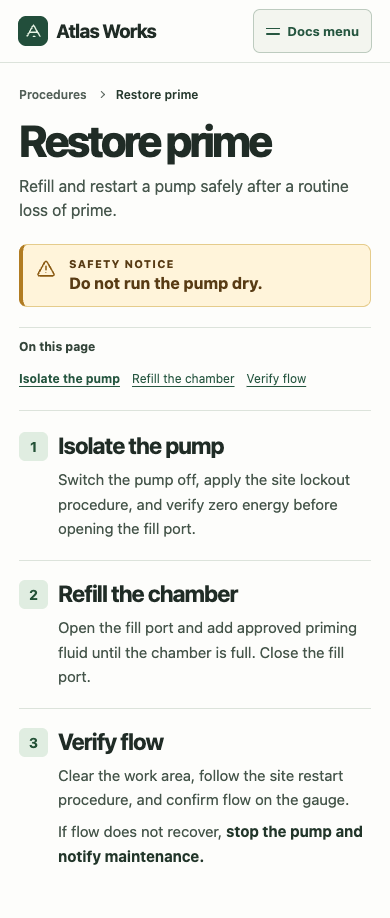 Atlas Works
Docs menu
Procedures
Restore prime
Restore prime
Refill and restart a pump safely after a routine
loss of prime.
SAFETY NOTICE
Do not run the pump dry.
On this page
Isolate the pump
Refill the chamber
Verify flow
1
Isolate the pump
Switch the pump off, apply the site lockout
procedure, and verify zero energy before
opening the fill port.
2
Refill the chamber
Open the fill port and add approved priming
fluid until the chamber is full. Close the fill
port.
3
Verify flow
Clear the work area, follow the site restart
procedure, and confirm flow on the gauge.
If flow does not recover, stop the pump and
notify maintenance.